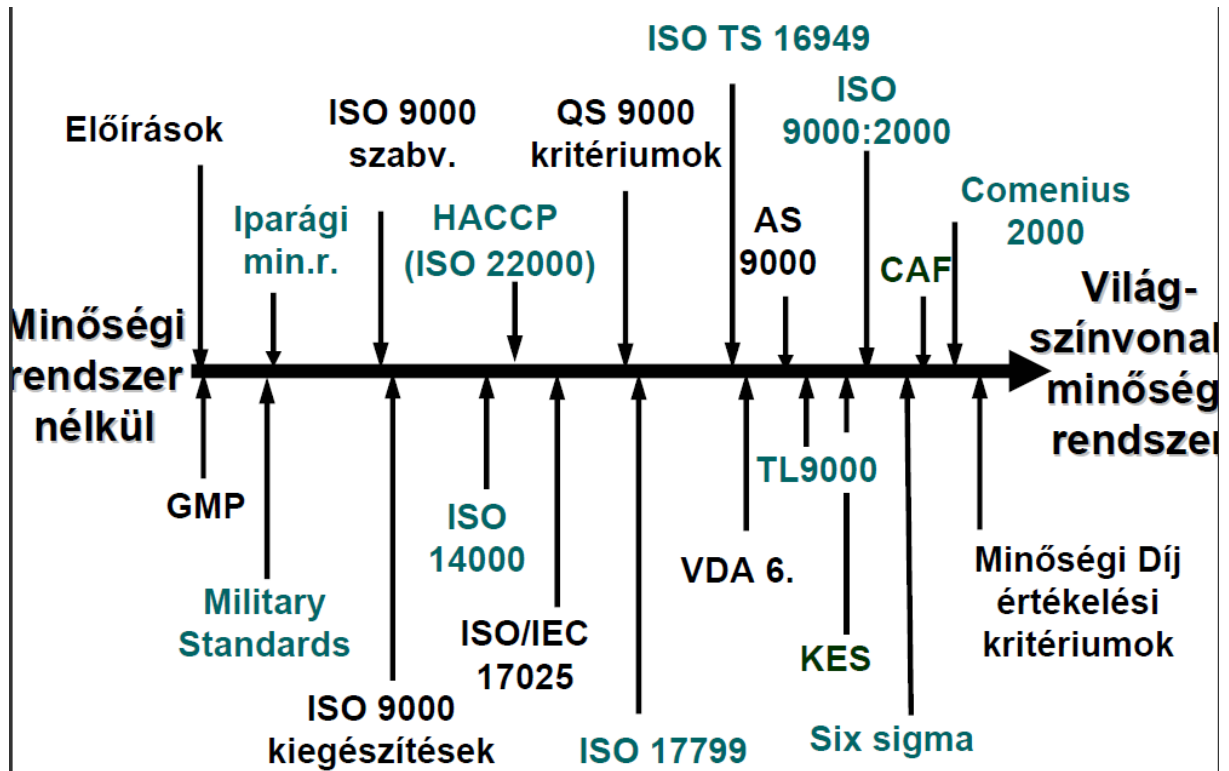 ISO TS 16949
ISO
9000:2000
ISO 9000
szabv.
QS 9000
kritériumok
Előírások
Comenius
2000
Iparági
min.r.
HACCP
(ISO 22000)
AS
9000
CAF
Minőségi
rendszer
nélkül
Világ-
színvonal
minőség
rendszer
GMP
TL9000
ISO
14000
VDA 6.
Minőségi Díj
értékelési
kritériumok
Military
Standards
ISO/IEC
17025
KES
ISO 9000
kiegészítések
ISO 17799
Six sigma